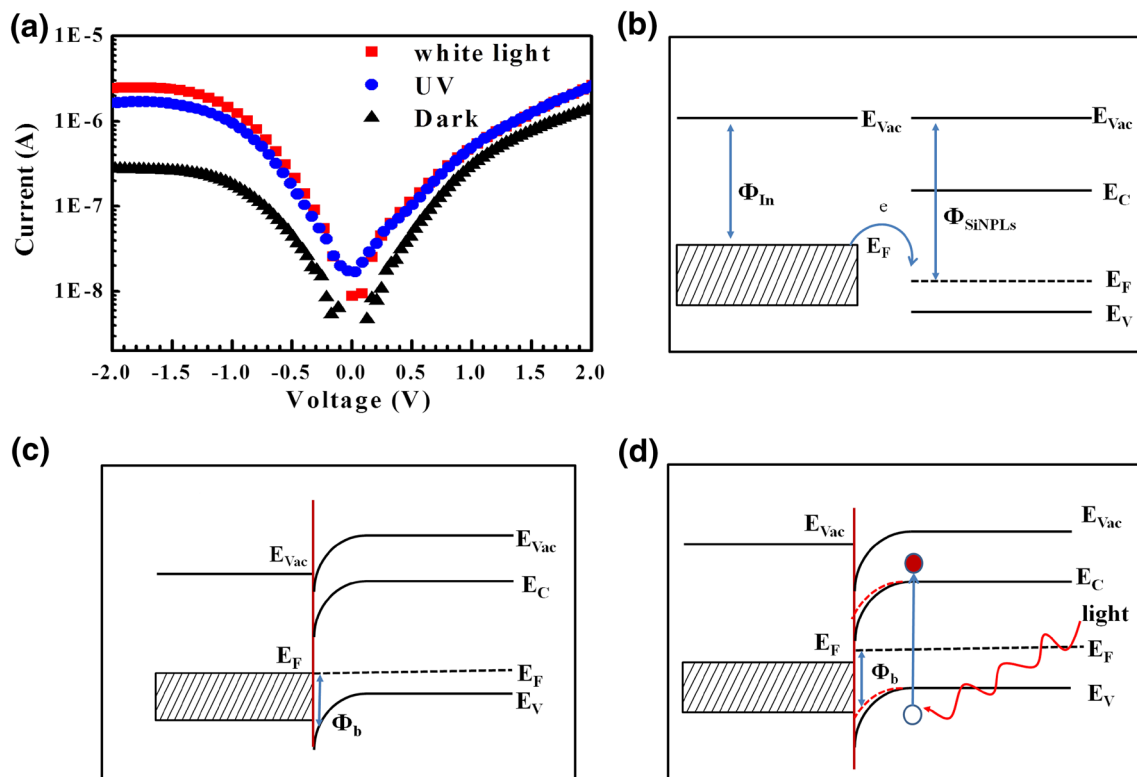 (a)
1E-5
1E-6
1E-7
1E-8
Current (A)
white light
UV
Dark
-2.0 -1.5 -1.0 -0.5 0.0 0.5 1.0 1.5 2.0
Voltage (V)
(b)
EVac
EVac
ΦIn
EC
ΦSiNPLs
e
EF
EF
EV
(c)
EVac
EVac
EC
EF
EF
EV
Φb
(d)
EVac
EVac
EC
light
EF
EF
Φb
EV